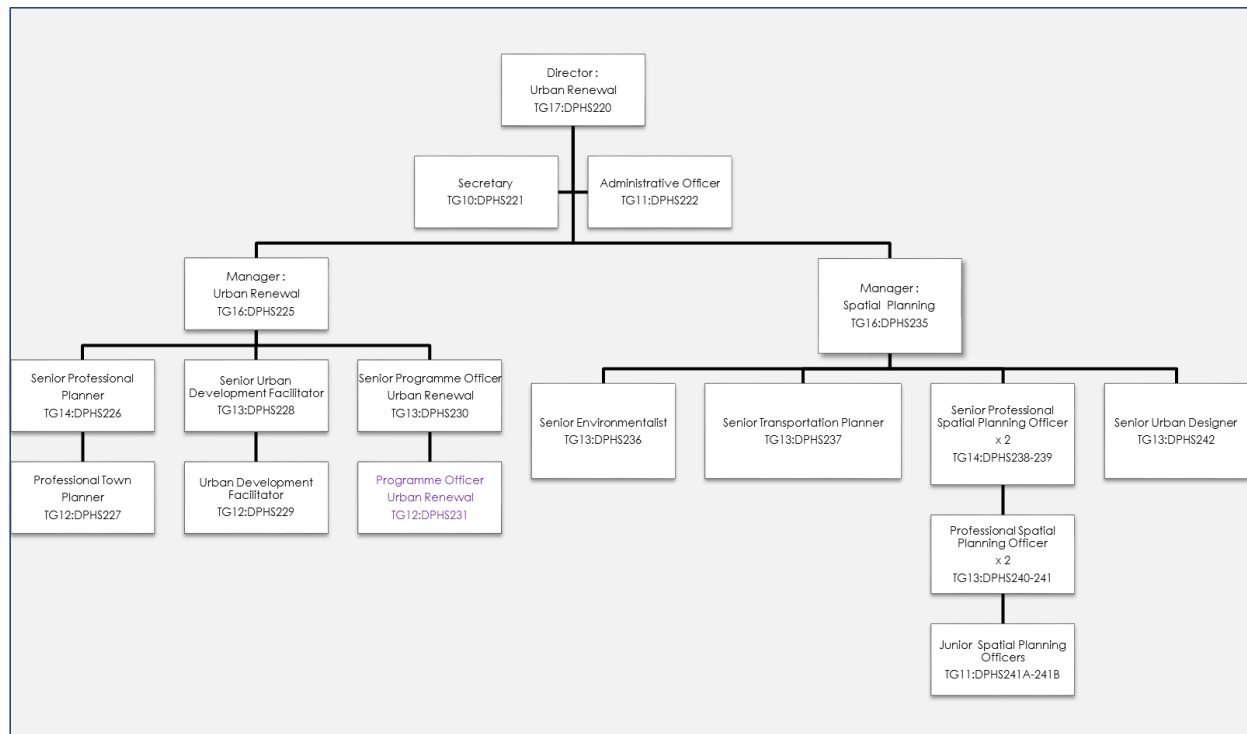 Director :
Urban Renewal
TG17:DPHS220
Secretary
TG10:DPHS221
Administrative Officer
TG11:DPHS222
Manager :
Urban Renewal
TG16:DPHS225
Manager :
Spatial Planning
TG16:DPHS235
Senior Professional
Planner
TG14:DPHS226
Senior Urban
Development Facilitator
TG13:DPHS228
Senior Programme Officer
Urban Renewal
TG13:DPHS230
Senior Environmentalist
TG13:DPHS236
Senior Transportation Planner
TG13:DPHS237
Senior Professional
Spatial Planning Officer
x 2
TG14:DPHS238-239
Senior Urban Designer
TG13:DPHS242
Professional Town
Planner
TG12:DPHS227
Urban Development
Facilitator
TG12:DPHS229
Programme Officer
Urban Renewal
TG12:DPHS231
Professional Spatial
Planning Officer
x 2
TG13:DPHS240-241
Junior Spatial Planning
Officers
TG11:DPHS241A-241B